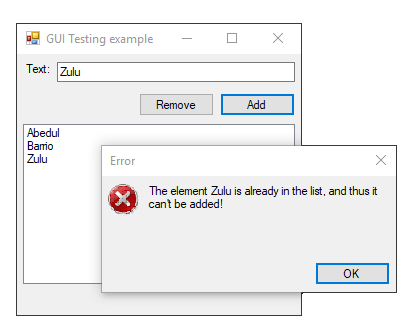 GUI Testing example
Text: Zulu
Remove Add
Abedul
Barrio
Zulu
Error
The element Zulu is already in the list, and thus it
can't be added!
OK